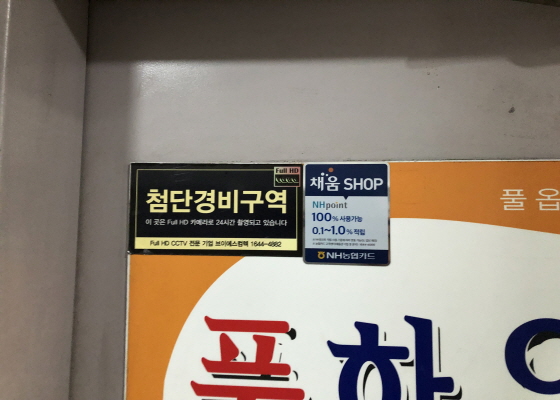 Full HD
첨단경비구역
이 곳은 Full HD 카메라로 24시간 촬영되고 있습니다
Full HD CCTV 전문 기업 브이에스컴팩 1644-4882
채움 SHOP
NHpoint
100% 사용가능
0.1~1.0% 적립
NH농협카드
풀 옵